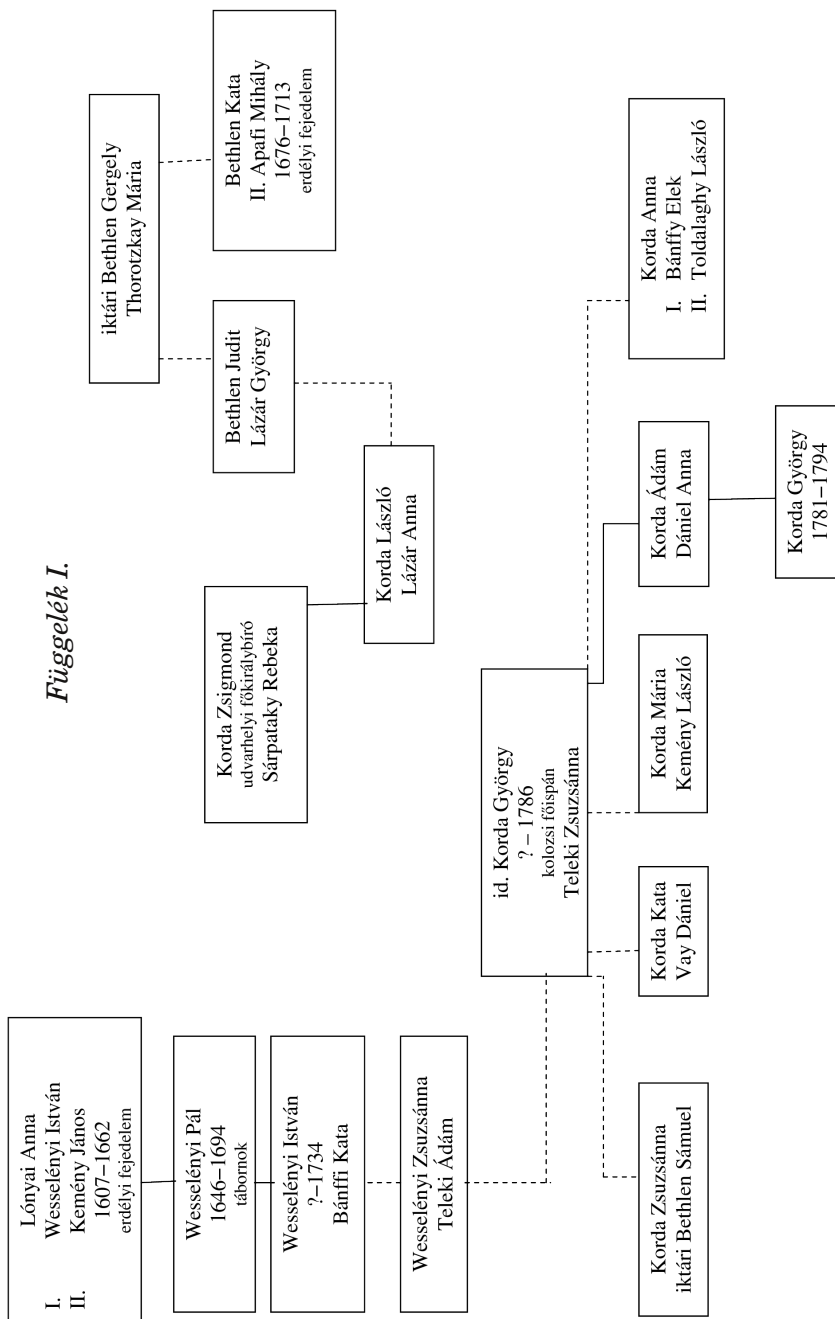 Függelék I.
Lónyai Anna
I. Wesselényi István
II. Kemény János
1607–1662
erdélyi fejedelem
Wesselényi Pál
1646–1694
tábornok
Wesselényi István
?–1734
Bánffi Kata
Wesselényi Zsuzsánna
Teleki Ádám
iktári Bethlen Gergely
Thorotzkay Mária
Bethlen Judit
Lázár György
Bethlen Kata
II. Apafi Mihály
1676–1713
erdélyi fejedelem
Korda Zsigmond
udvarhelyi főkirálybíró
Sárpataky Rebeka
Korda László
Lázár Anna
id. Korda György
? – 1786
kolozsi főispán
Teleki Zsuzsánna
Korda Zsuzsánna
iktári Bethlen Sámuel
Korda Kata
Vay Dániel
Korda Mária
Kemény László
Korda Ádám
Dániel Anna
Korda Anna
I. Bánffy Elek
II. Toldalaghy László
Korda György
1781–1794